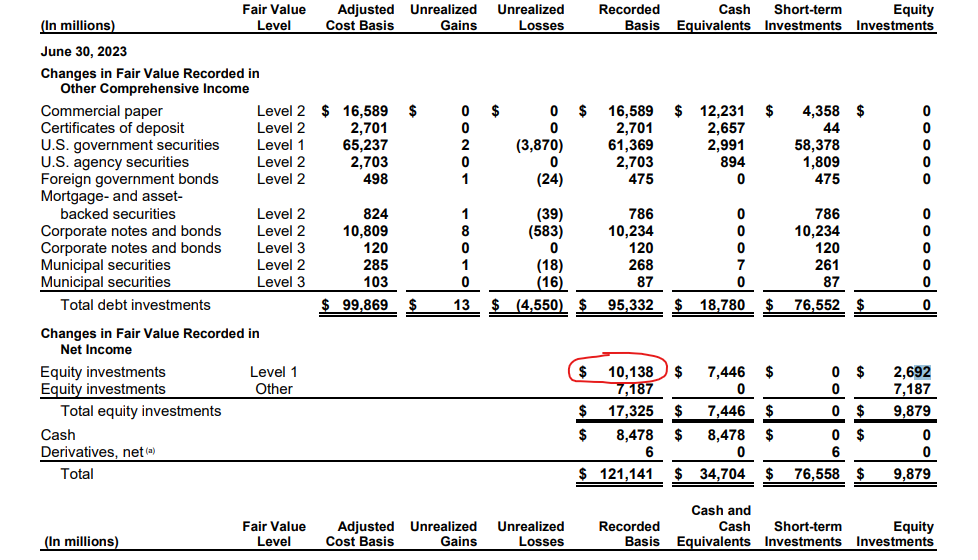 Fair Value Adjusted Unrealized Unrealized Recorded Cash Short-term Equity
(In millions) Level Cost Basis Gains Losses Basis Equivalents Investments Investments
June 30, 2023
Changes in Fair Value Recorded in
Other Comprehensive Income
Commercial paper Level 2 $ 16,589 $ 0 $ 0 $ 16,589 $ 12,231 $ 4,358 $ 0
Certificates of deposit Level 2 2,701 0 0 2,701 2,657 44 0
U.S. government securities Level 1 65,237 2 (3,870) 61,369 2,991 58,378 0
U.S. agency securities Level 2 2,703 0 0 2,703 894 1,809 0
Foreign government bonds Level 2 498 1 (24) 475 0 475 0
Mortgage- and asset-
backed securities Level 2 824 1 (39) 786 0 786 0
Corporate notes and bonds Level 2 10,809 8 (583) 10,234 0 10,234 0
Corporate notes and bonds Level 3 120 0 0 120 0 120 0
Municipal securities Level 2 285 1 (18) 268 7 261 0
Municipal securities Level 3 103 0 (16) 87 0 87 0
Total debt investments $ 99,869 $ 13 $ (4,550) $ 95,332 $ 18,780 $ 76,552 $ 0
Changes in Fair Value Recorded in
Net Income
Equity investments Level 1 $ 10,138 $ 7,446 $ 0 $ 2,692
Equity investments Other 7,187 0 0 7,187
Total equity investments $ 17,325 $ 7,446 $ 0 $ 9,879
Cash $ 8,478 $ 8,478 $ 0 $ 0
Derivatives, net (a) 6 0 6 0
Total $ 121,141 $ 34,704 $ 76,558 $ 9,879
Cash and
Fair Value Adjusted Unrealized Unrealized Recorded Cash Short-term Equity
(In millions) Level Cost Basis Gains Losses Basis Equivalents Investments Investments